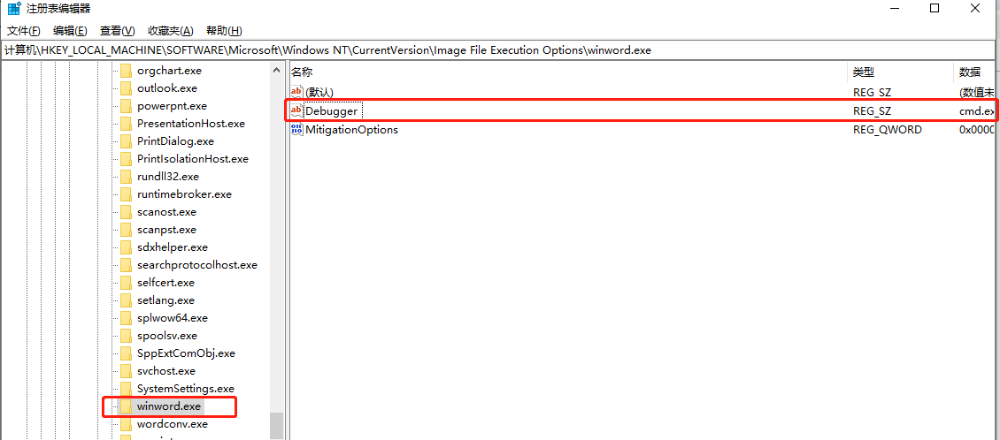 注册表编辑器
文件(F) 编辑(E) 查看(V) 收藏夹(A) 帮助(H)
计算机\HKEY_LOCAL_MACHINE\SOFTWARE\Microsoft\Windows NT\CurrentVersion\Image File Execution Options\winword.exe
orgchart.exe
outlook.exe
powerpnt.exe
PresentationHost.exe
PrintDialog.exe
PrintIsolationHost.exe
rundll32.exe
runtimebroker.exe
scanost.exe
scanpst.exe
sdxhelper.exe
searchprotocolhost.exe
selfcert.exe
setlang.exe
splwow64.exe
spoolsv.exe
SppExtComObj.exe
svchost.exe
SystemSettings.exe
winword.exe
wordconv.exe
名称 类型 数据
(默认) REG_SZ (数值未
Debugger REG_SZ cmd.ex
MitigationOptions REG_QWORD 0x0000